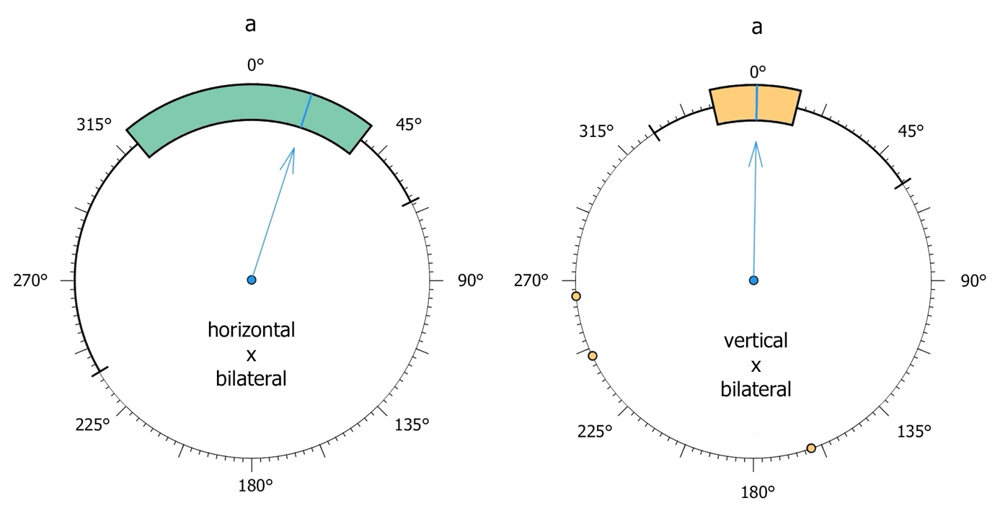 a
0°
315°
45°
270°
90°
horizontal
x
bilateral
225°
135°
180°
a
0°
315°
45°
270°
90°
vertical
x
bilateral
225°
135°
180°